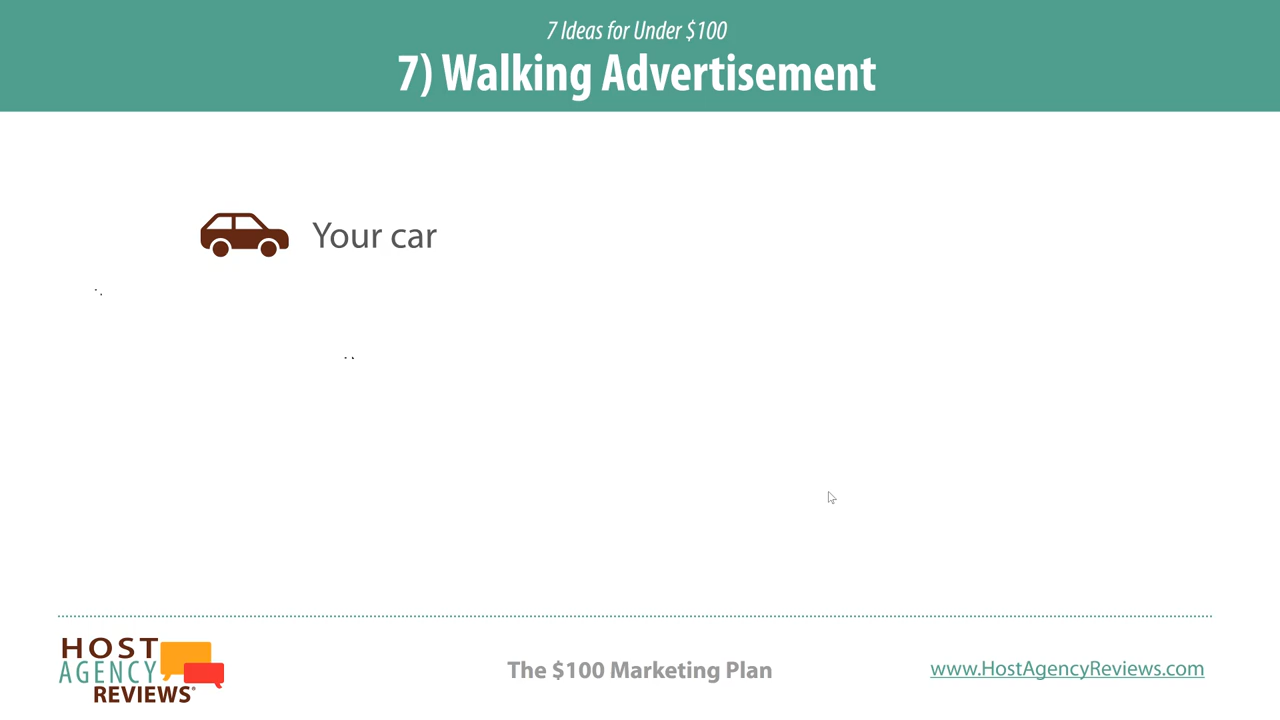 7 Ideas for Under $100
7) Walking Advertisement
Your car
HOST
AGENCY
REVIEWS®
The $100 Marketing Plan
www.HostAgencyReviews.com